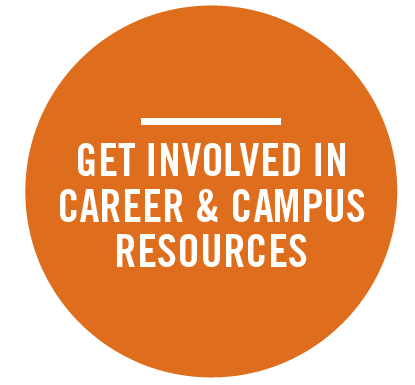 GET INVOLVED IN
CAREER & CAMPUS
RESOURCES